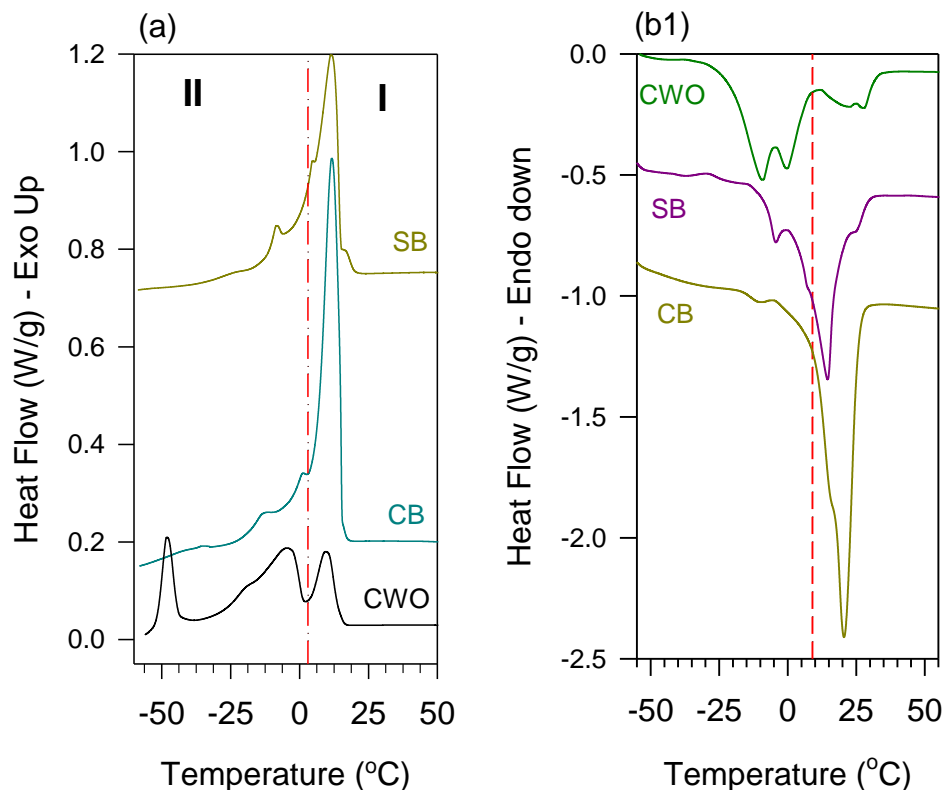 (a)
1.2
1.0
0.8
0.6
0.4
0.2
0.0
Heat Flow (W/g) - Exo Up
II
I
SB
CB
CWO
-50
-25
0
25
50
Temperature (ºC)
(b1)
0.0
-0.5
-1.0
-1.5
-2.0
-2.5
Heat Flow (W/g) - Endo down
CWO
SB
CB
-50
-25
0
25
50
Temperature (ºC)